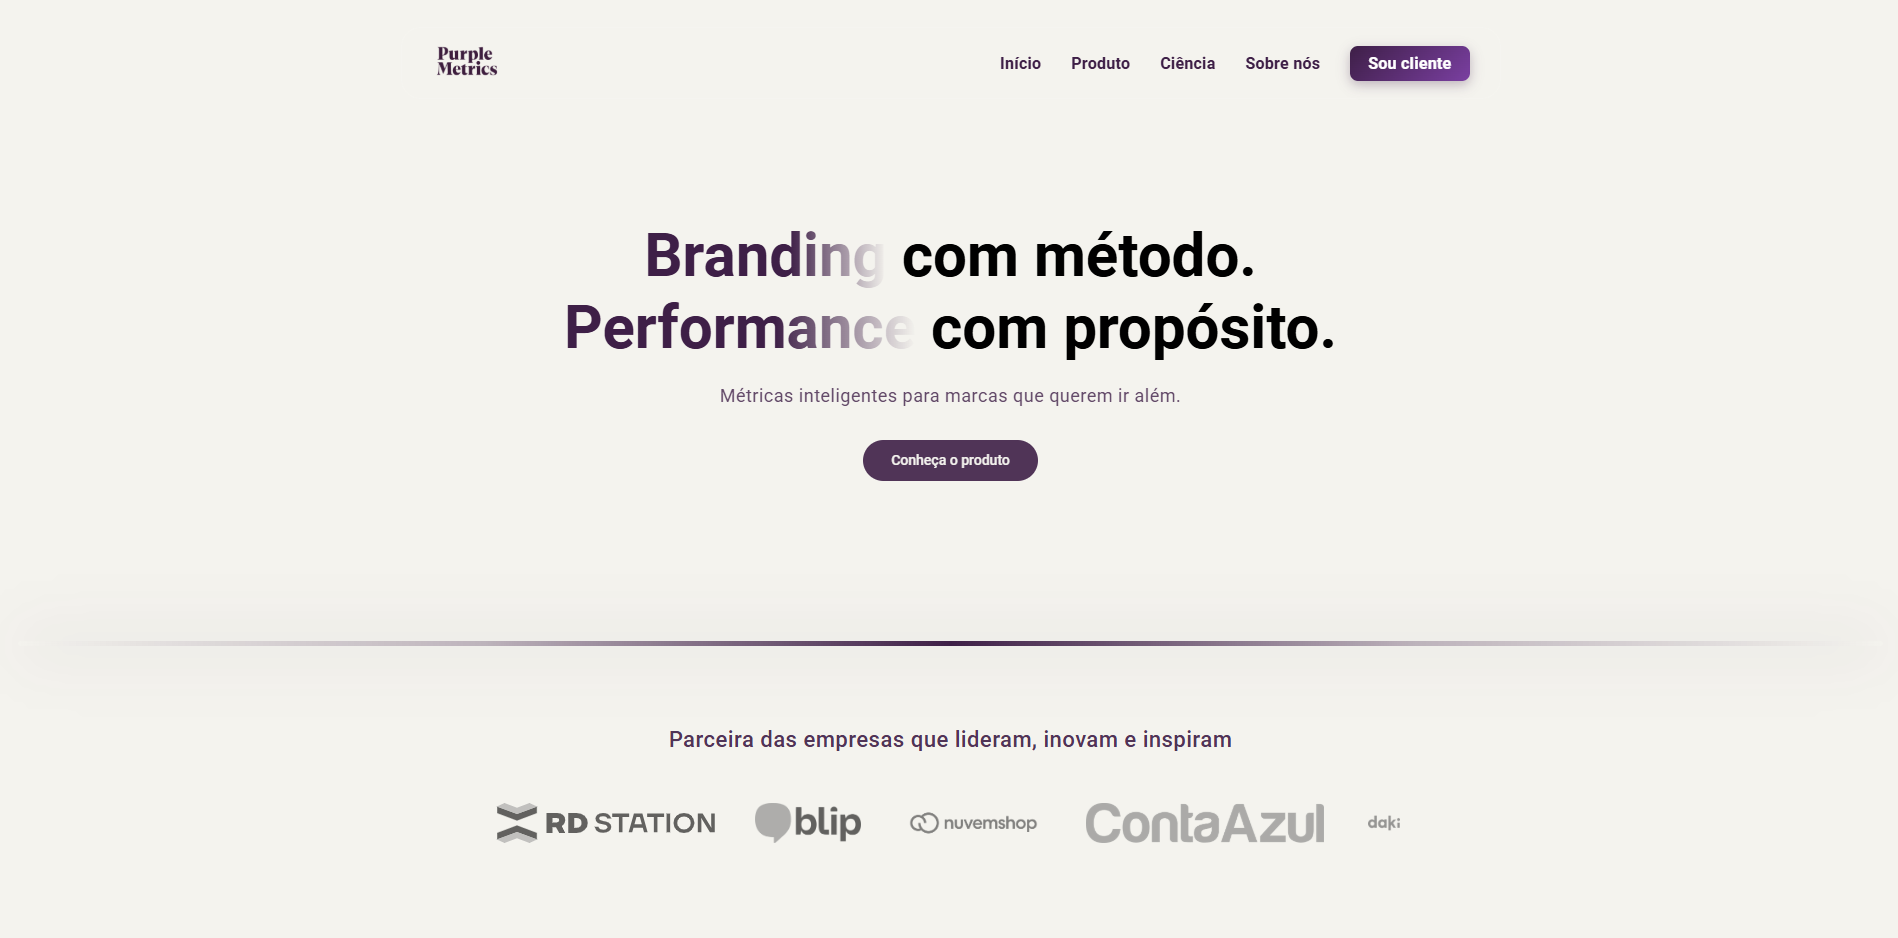 Purple
Metrics
Início Produto Ciência Sobre nós Sou cliente
Branding com método.
Performance com propósito.
Métricas inteligentes para marcas que querem ir além.
Conheça o produto
Parceira das empresas que lideram, inovam e inspiram
RD STATION blip nuvemshop ContaAzul daki